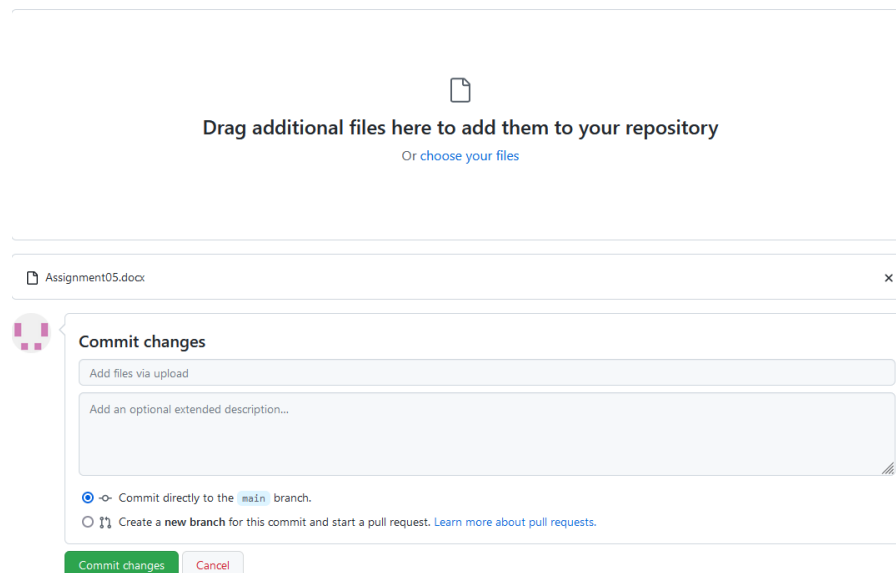 Drag additional files here to add them to your repository
Or choose your files
Assignment05.docx
Commit changes
Add files via upload
Add an optional extended description...
Commit directly to the main branch.
Create a new branch for this commit and start a pull request. Learn more about pull requests.
Commit changes Cancel